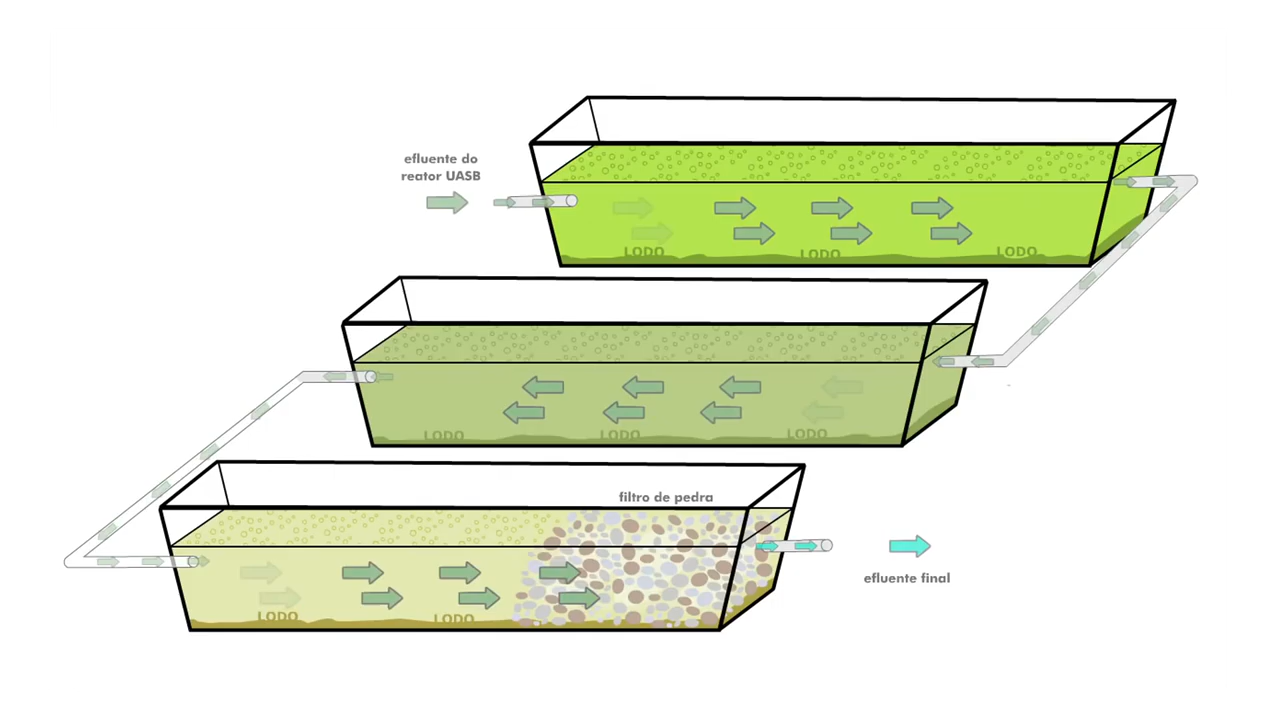 efluente do
reator UASB
LODO
LODO
LODO
LODO
LODO
LODO
filtro de pedra
efluente final
LODO
LODO